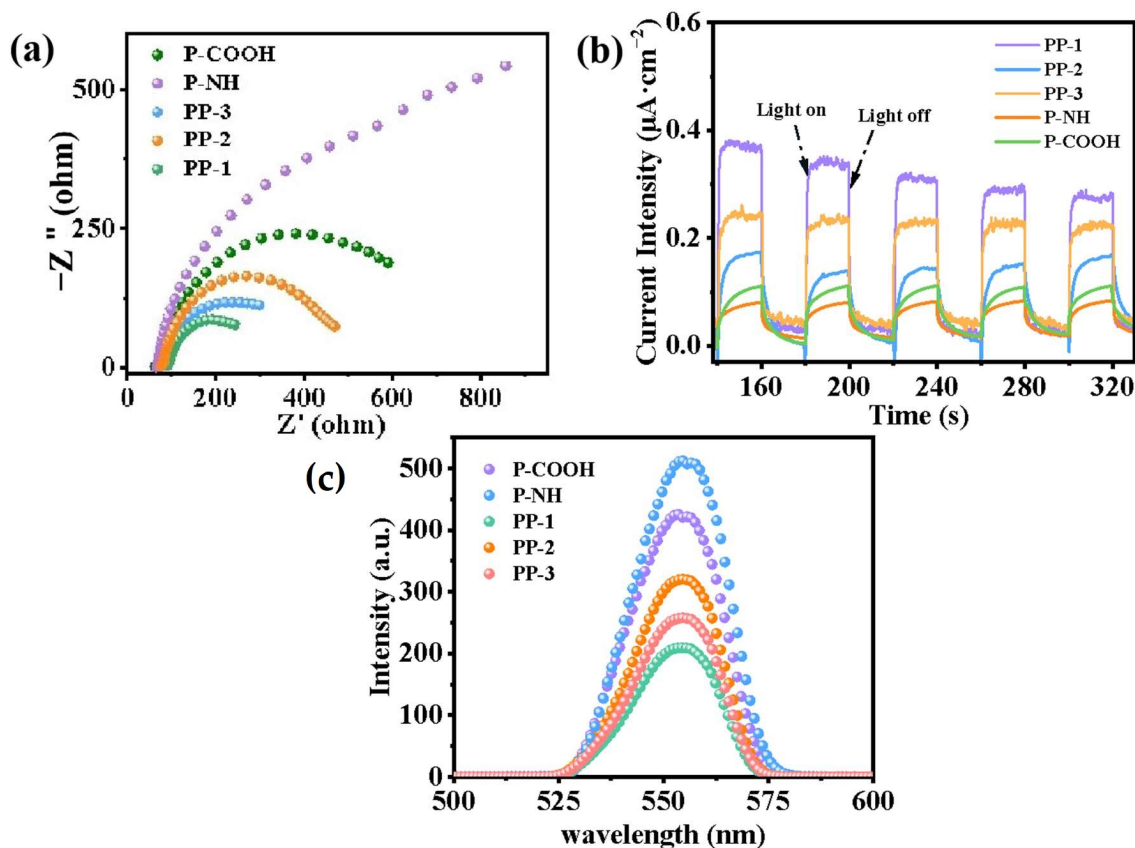 (a)
P-COOH
P-NH
PP-3
PP-2
PP-1
500
250
0
−Z '' (ohm)
0 200 400 600 800
Z' (ohm)
(b)
PP-1
PP-2
PP-3
P-NH
P-COOH
Light on
Light off
0.6
0.4
0.2
0.0
Current Intensity (μA·cm⁻²)
160 200 240 280 320
Time (s)
(c)
P-COOH
P-NH
PP-1
PP-2
PP-3
500
400
300
200
100
0
Intensity (a.u.)
500 525 550 575 600
wavelength (nm)